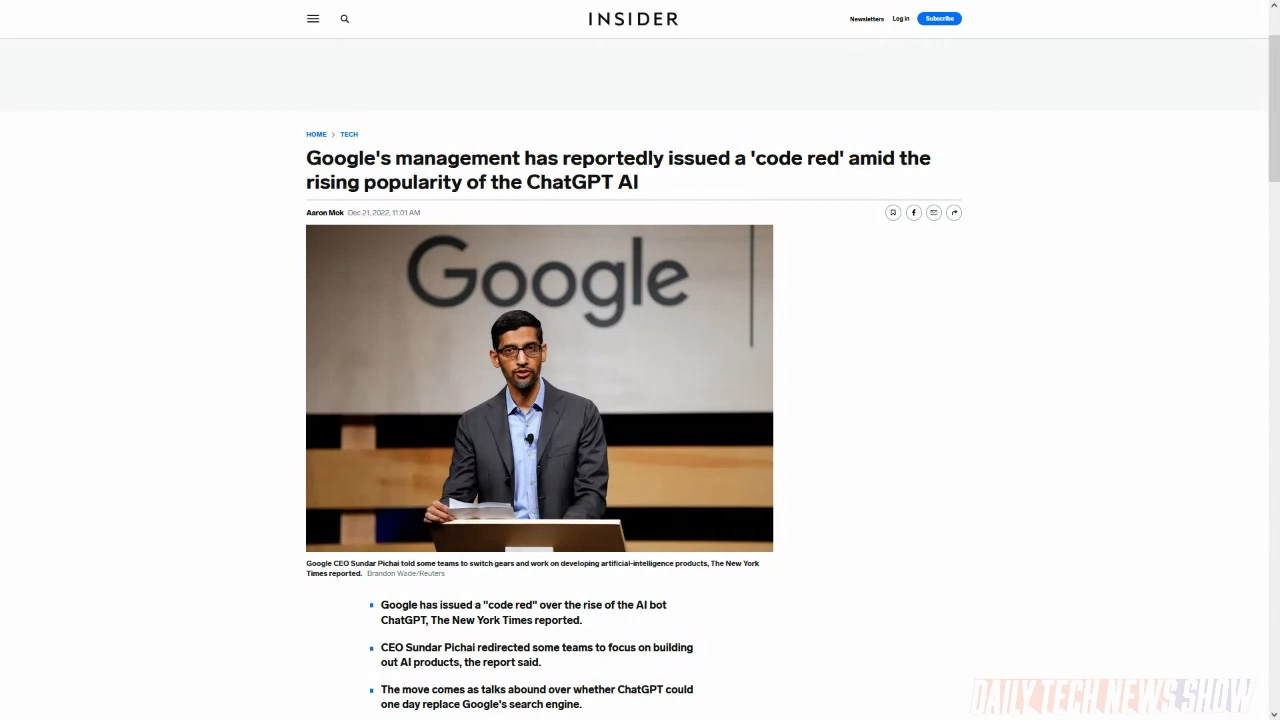 INSIDER
Newsletters
Log in
Subscribe
HOME > TECH
Google's management has reportedly issued a 'code red' amid the
rising popularity of the ChatGPT AI
Aaron Mok Dec 21, 2022, 11:01 AM
Google
Google CEO Sundar Pichai told some teams to switch gears and work on developing artificial-intelligence products, The New York
Times reported. Brandon Wade/Reuters
Google has issued a "code red" over the rise of the AI bot
ChatGPT, The New York Times reported.
CEO Sundar Pichai redirected some teams to focus on building
out AI products, the report said.
The move comes as talks abound over whether ChatGPT could
one day replace Google's search engine.
DAILY TECH NEWS SHOW